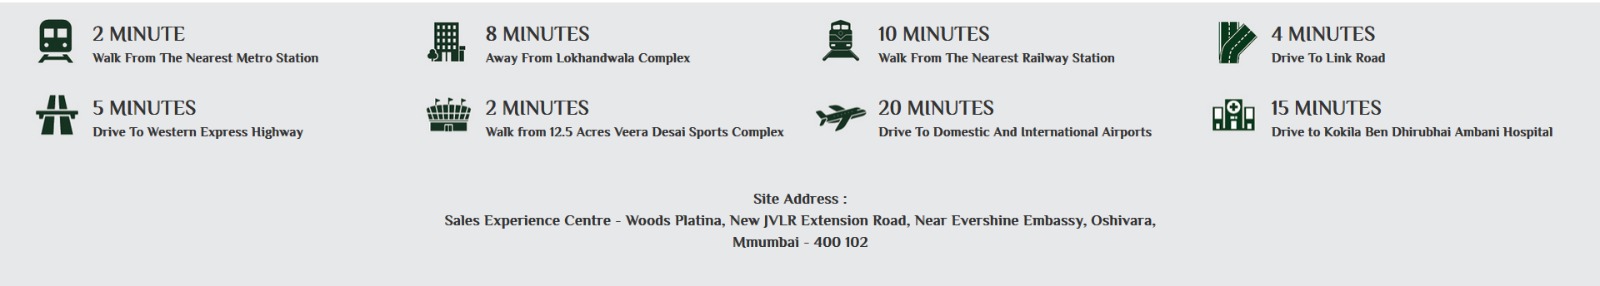 2 MINUTE
Walk From The Nearest Metro Station
8 MINUTES
Away From Lokhandwala Complex
10 MINUTES
Walk From The Nearest Railway Station
4 MINUTES
Drive To Link Road
5 MINUTES
Drive To Western Express Highway
2 MINUTES
Walk from 12.5 Acres Veera Desai Sports Complex
20 MINUTES
Drive To Domestic And International Airports
15 MINUTES
Drive to Kokila Ben Dhirubhai Ambani Hospital
Site Address :
Sales Experience Centre - Woods Platina, New JVLR Extension Road, Near Evershine Embassy, Oshivara,
Mmumbai - 400 102